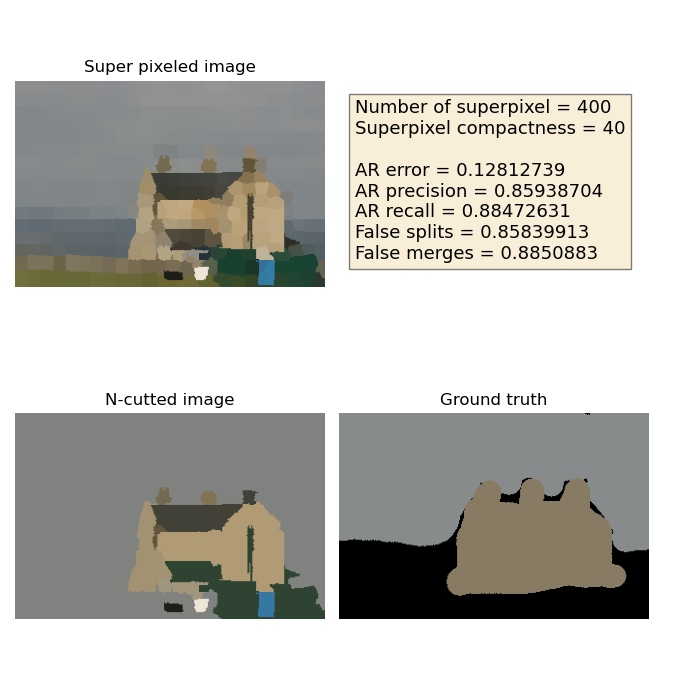 Super pixeled image
Number of superpixel = 400
Superpixel compactness = 40
AR error = 0.12812739
AR precision = 0.85938704
AR recall = 0.88472631
False splits = 0.85839913
False merges = 0.8850883
N-cutted image
Ground truth